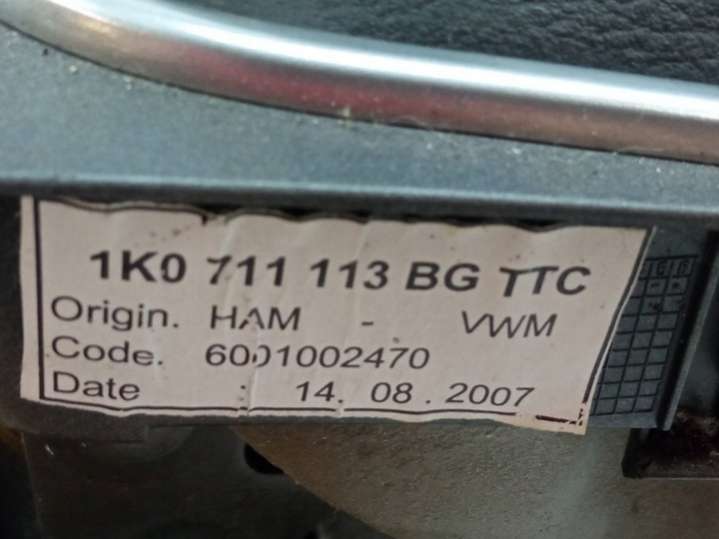 1K0 711 113 BG TTC
Origin. HAM - VWM
Code. 6001002470
Date : 14. 08. 2007